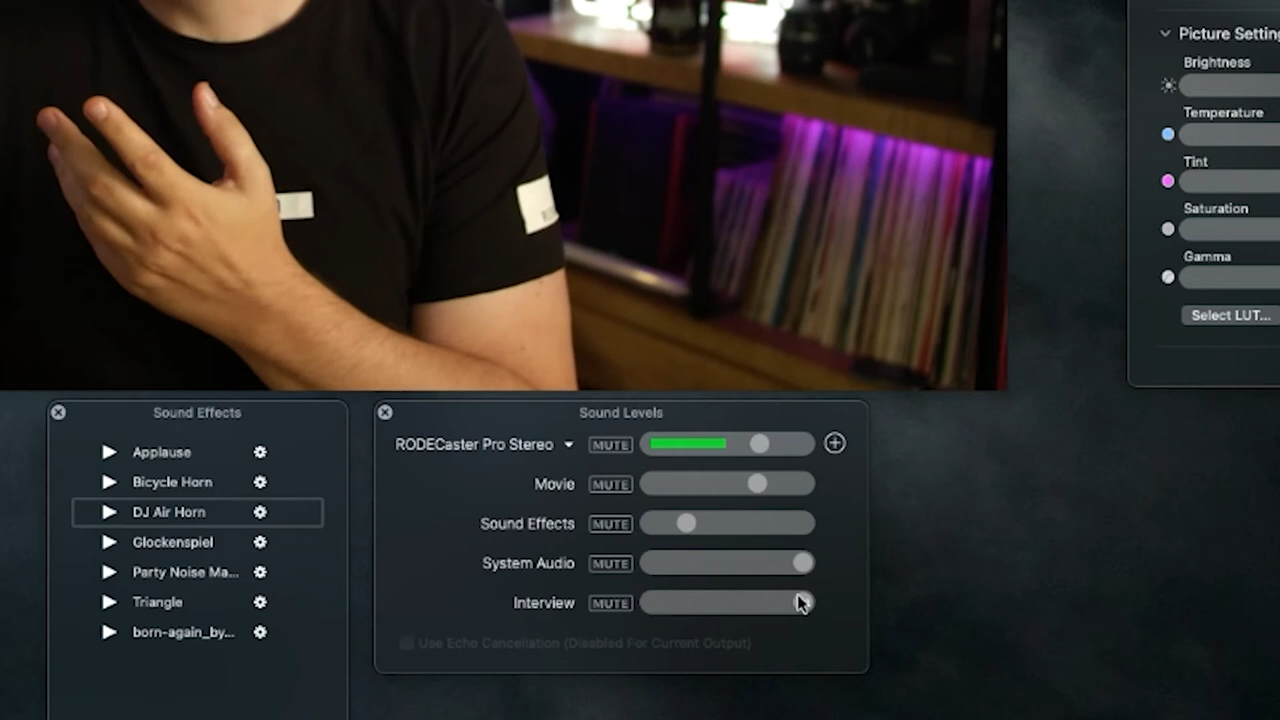 Picture Settin
Brightness
Temperature
Tint
Saturation
Gamma
Select LUT...
Sound Effects
Applause
Bicycle Horn
DJ Air Horn
Glockenspiel
Party Noise Ma...
Triangle
born-again_by...
Sound Levels
RODECaster Pro Stereo MUTE
Movie MUTE
Sound Effects MUTE
System Audio MUTE
Interview MUTE
Use Echo Cancellation (Disabled For Current Output)